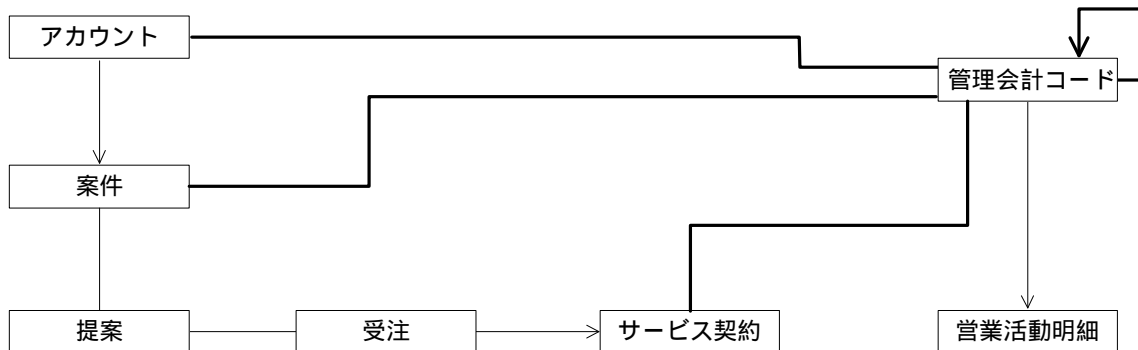 アカウント
管理会計コード
案件
提案
受注
サービス契約
営業活動明細